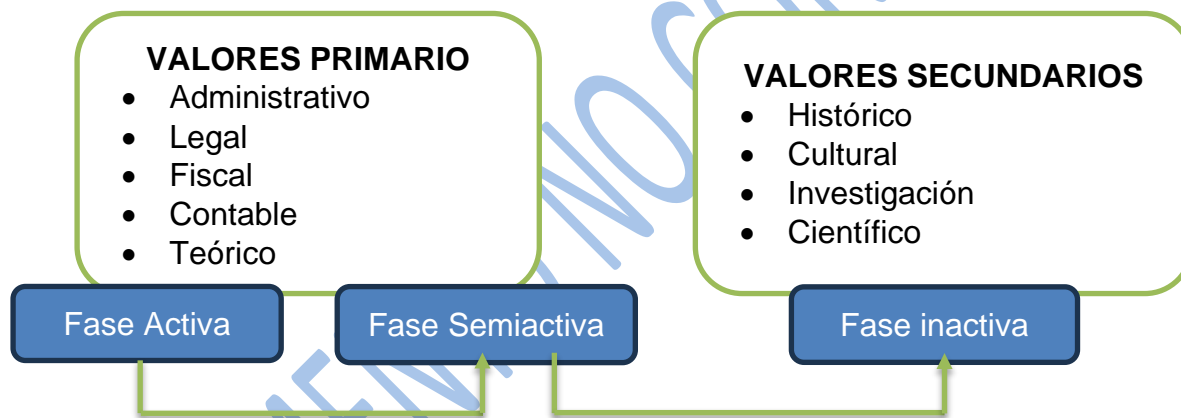 VALORES PRIMARIO
• Administrativo
• Legal
• Fiscal
• Contable
• Teórico
VALORES SECUNDARIOS
• Histórico
• Cultural
• Investigación
• Científico
Fase Activa
Fase Semiactiva
Fase inactiva